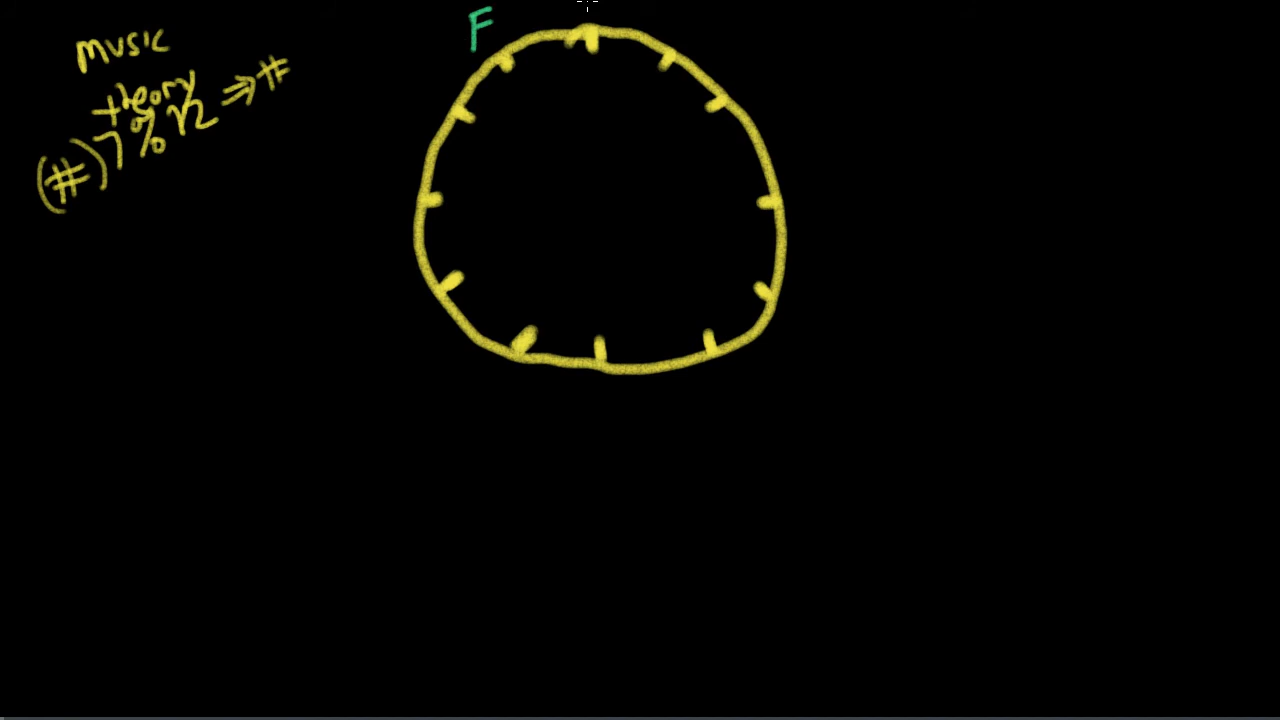 music
theory
(#)7%12 ⇒ #
F